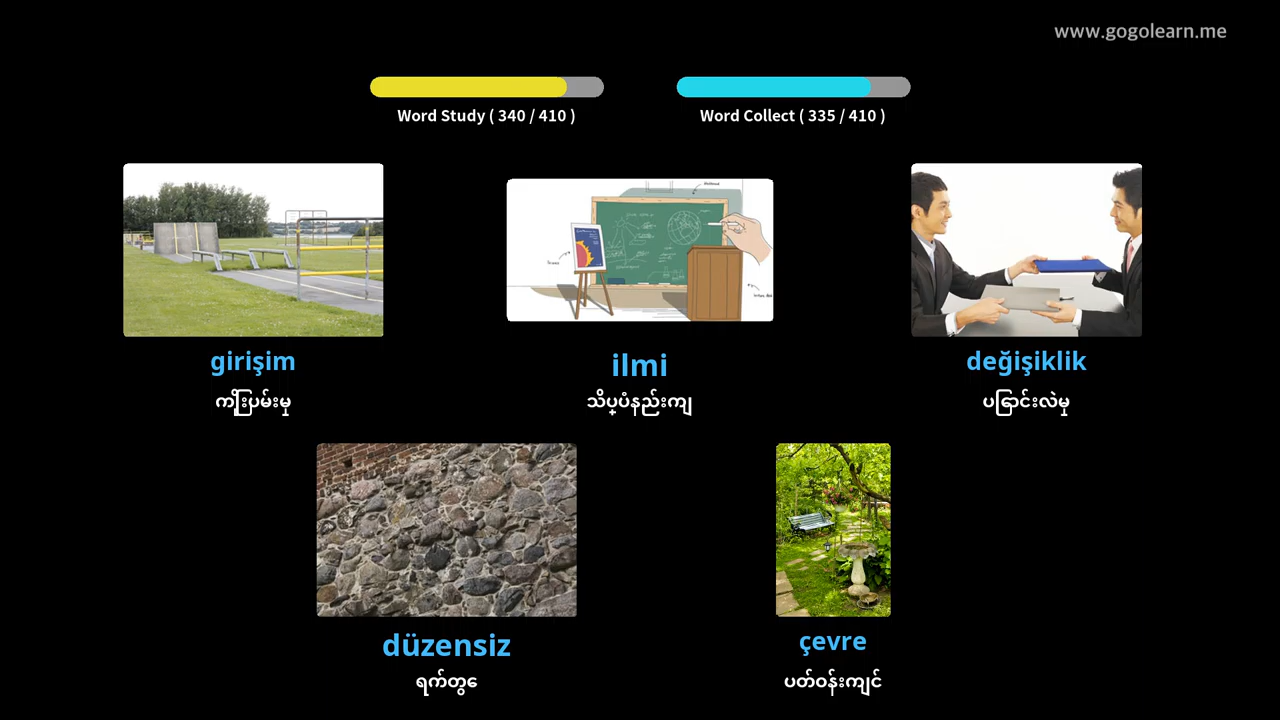 www.gogolearn.me
Word Study ( 340 / 410 )
Word Collect ( 335 / 410 )
girişim
ကြိုးပမ်းမှု
ilmi
သိပ္ပံနည်းကျ
değişiklik
ပြောင်းလဲမှု
düzensiz
ရက်တွေ
çevre
ပတ်ဝန်းကျင်